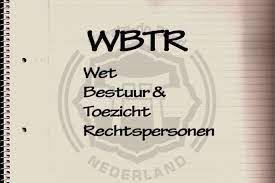 WBTR
Wet
Bestuur &
Toezicht
Rechtspersonen
NEDERLAND